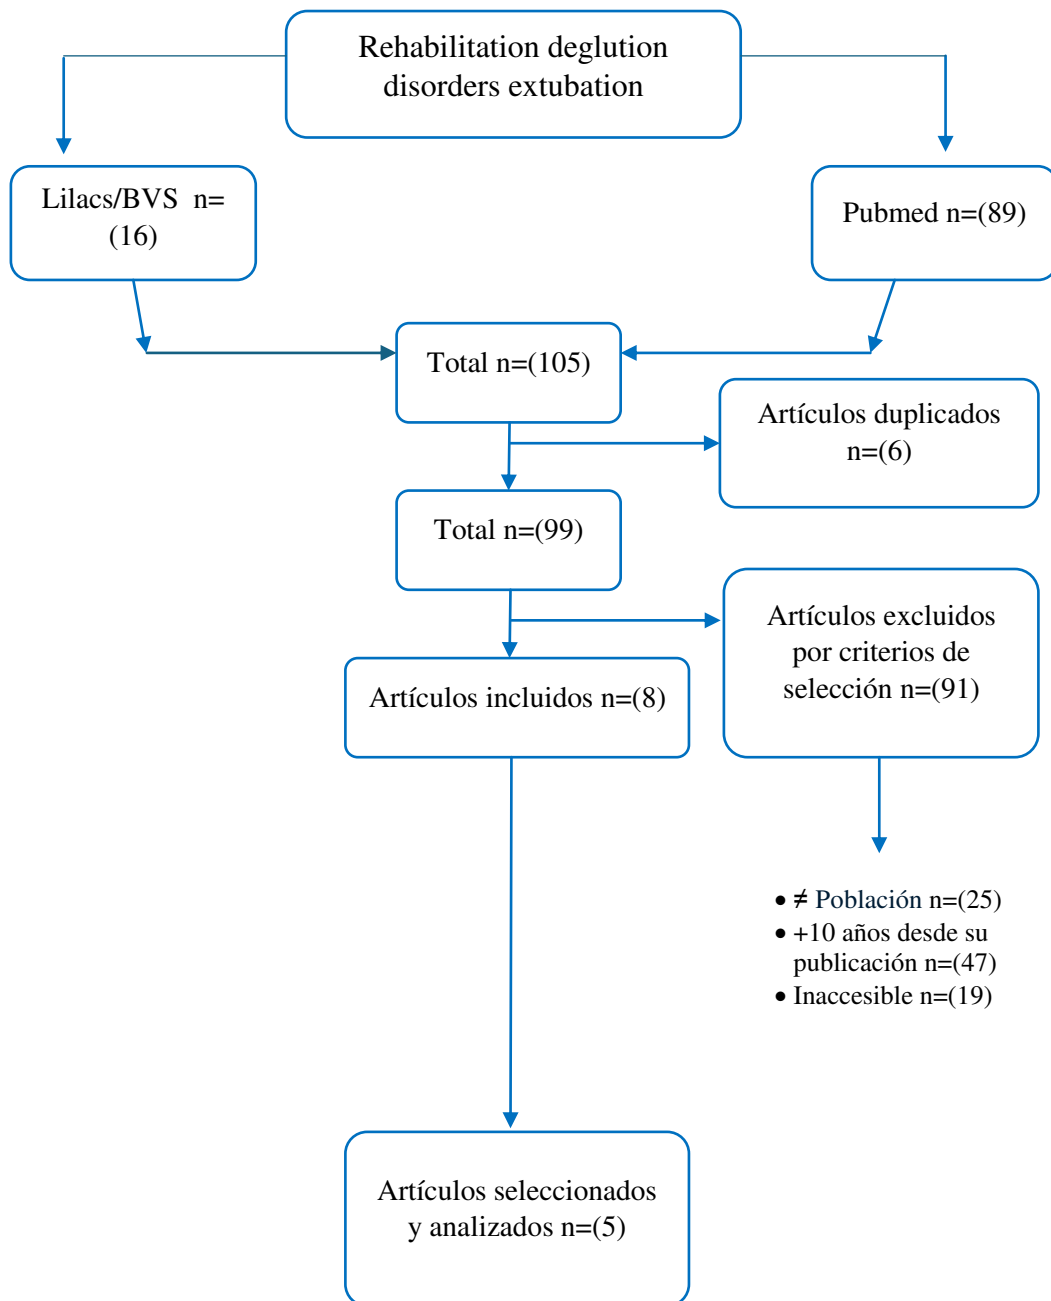 Rehabilitation deglution
disorders extubation
Lilacs/BVS n=
(16)
Pubmed n=(89)
Total n=(105)
Artículos duplicados
n=(6)
Total n=(99)
Artículos excluidos
por criterios de
selección n=(91)
Artículos incluidos n=(8)
• ≠ Población n=(25)
• +10 años desde su
publicación n=(47)
• Inaccesible n=(19)
Artículos seleccionados
y analizados n=(5)